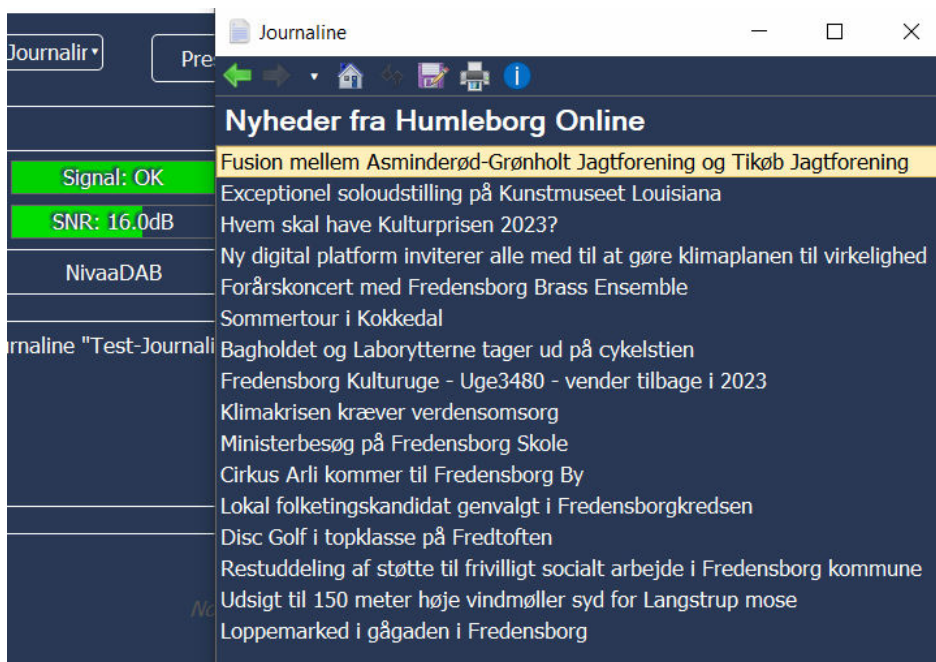 Journalir
Pre
Signal: OK
SNR: 16.0dB
NivaaDAB
rnaline "Test-Journali
Journaline
Nyheder fra Humleborg Online
Fusion mellem Asminderød-Grønholt Jagtforening og Tikøb Jagtforening
Exceptionel soloudstilling på Kunstmuseet Louisiana
Hvem skal have Kulturprisen 2023?
Ny digital platform inviterer alle med til at gøre klimaplanen til virkelighed
Forårskoncert med Fredensborg Brass Ensemble
Sommertour i Kokkedal
Bagholdet og Laborytterne tager ud på cykelstien
Fredensborg Kulturuge - Uge3480 - vender tilbage i 2023
Klimakrisen kræver verdensomsorg
Ministerbesøg på Fredensborg Skole
Cirkus Arli kommer til Fredensborg By
Lokal folketingskandidat genvalgt i Fredensborgkredsen
Disc Golf i topklasse på Fredtoften
Restuddeling af støtte til frivilligt socialt arbejde i Fredensborg kommune
Udsigt til 150 meter høje vindmøller syd for Langstrup mose
Loppemarked i gågaden i Fredensborg